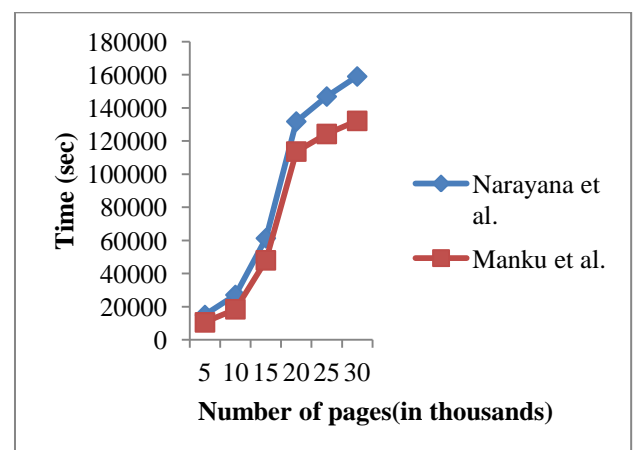 180000
160000
140000
120000
100000
80000
60000
40000
20000
0
Time (sec)
5 10 15 20 25 30
Number of pages(in thousands)
Narayana et
al.
Manku et al.